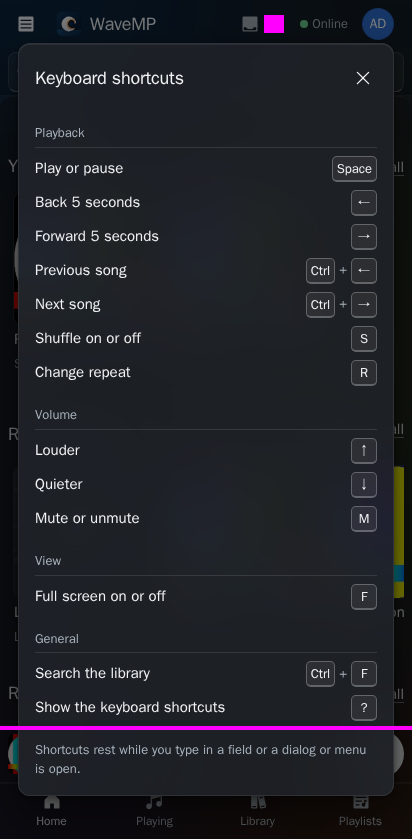 WaveMP
Online
AD
Keyboard shortcuts
Playback
Play or pause Space
Back 5 seconds ←
Forward 5 seconds →
Previous song Ctrl + ←
Next song Ctrl + →
Shuffle on or off S
Change repeat R
Volume
Louder ↑
Quieter ↓
Mute or unmute M
View
Full screen on or off F
General
Search the library Ctrl + F
Show the keyboard shortcuts ?
Shortcuts rest while you type in a field or a dialog or menu
is open.
Home Playing Library Playlists